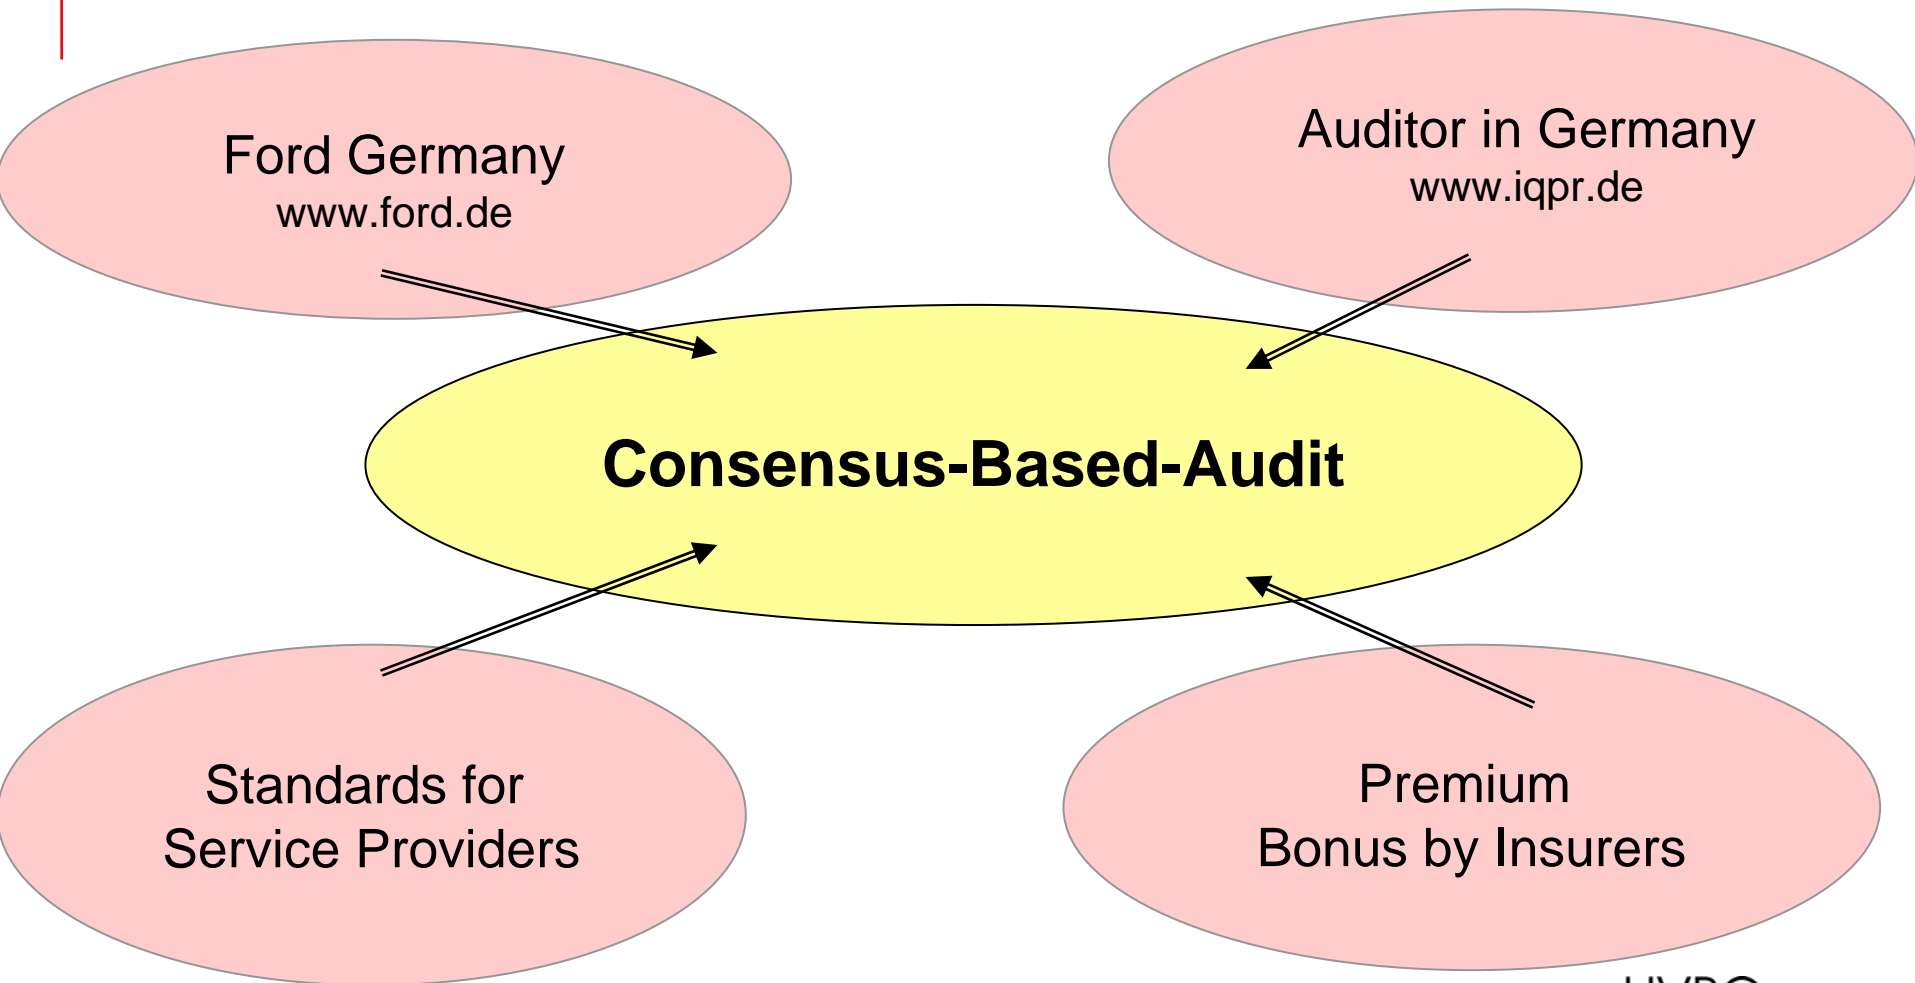 Ford Germany
www.ford.de
Auditor in Germany
www.iqpr.de
Consensus-Based-Audit
Standards for
Service Providers
Premium
Bonus by Insurers